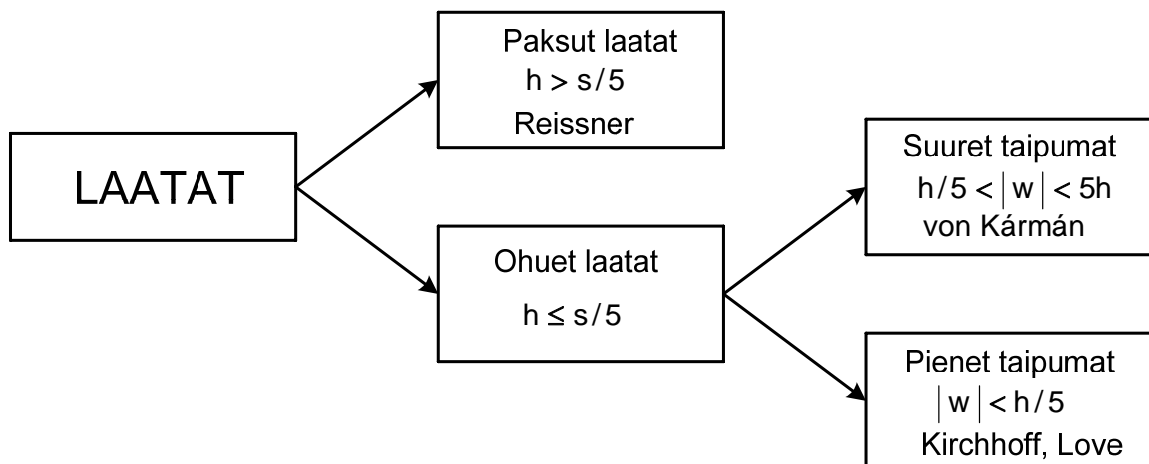 LAATAT
Paksut laatat
h > s/5
Reissner
Ohuet laatat
h ≤ s/5
Suuret taipumat
h/5 < |w| < 5h
von Kármán
Pienet taipumat
|w| < h/5
Kirchhoff, Love